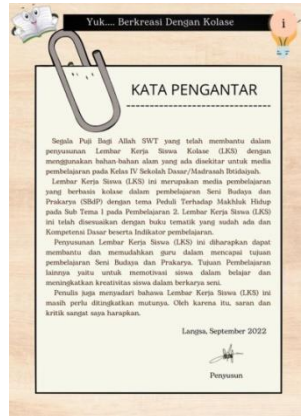 Yuk.... Berkreasi Dengan Kolase
i
KATA PENGANTAR
Segala Puji Bagi Allah SWT yang telah membantu dalam
penyusunan Lembar Kerja Siswa Kolase (LKS) dengan
menggunakan bahan-bahan alam yang ada disekitar untuk media
pembelajaran pada Kelas IV Sekolah Dasar/Madrasah Ibtidaiyah.
Lembar Kerja Siswa (LKS) ini merupakan media pembelajaran
yang berbasis kolase dalam pembelajaran Seni Budaya dan
Prakarya (SBdP) dengan tema Peduli Terhadap Makhluk Hidup
pada Sub Tema 1 pada Pembelajaran 2. Lembar Kerja Siswa (LKS)
ini telah disesuaikan dengan buku tematik yang sudah ada dan
Kompetensi Dasar beserta Indikator pembelajaran.
Penyusunan Lembar Kerja Siswa (LKS) ini diharapkan dapat
membantu dan memudahkan guru dalam mencapai tujuan
pembelajaran Seni Budaya dan Prakarya. Tujuan Pembelajaran
lainnya yaitu untuk memotivasi siswa dalam belajar dan
meningkatkan kreativitas siswa dalam berkarya seni.
Penulis juga menyadari bahawa Lembar Kerja Siswa (LKS) ini
masih perlu ditingkatkan mutunya. Oleh karena itu, saran dan
kritik sangat saya harapkan.
Langsa, September 2022
Penyusun